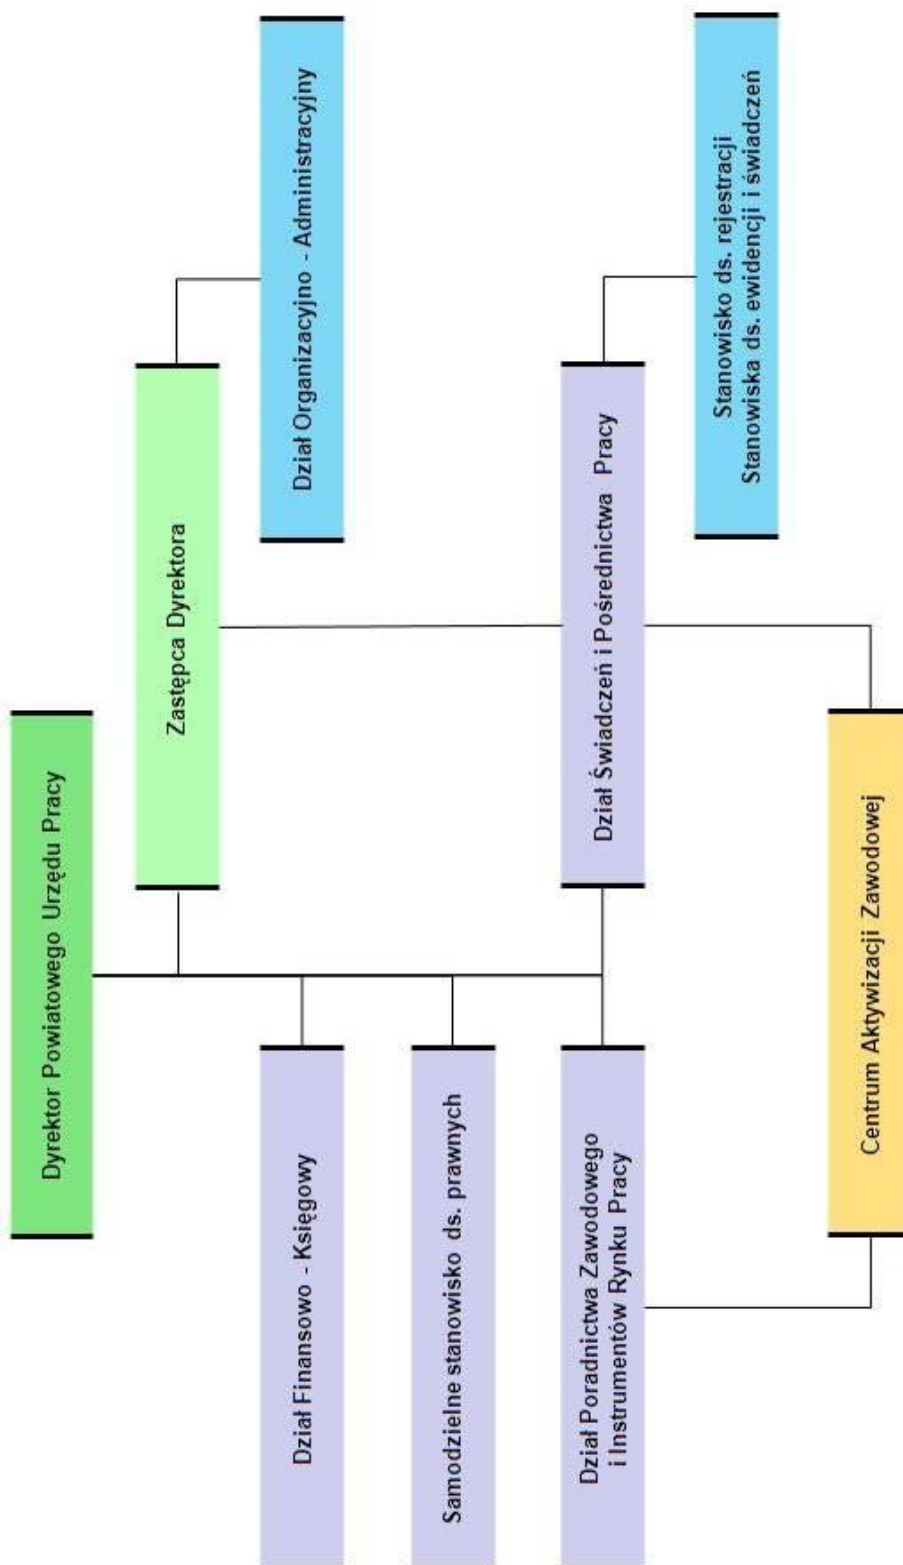 Dyrektor Powiatowego Urzędu Pracy
Zastępca Dyrektora
Dział Finansowo - Księgowy
Dział Organizacyjno - Administracyjny
Samodzielne stanowisko ds. prawnych
Dział Poradnictwa Zawodowego
i Instrumentów Rynku Pracy
Dział Świadczeń i Pośrednictwa Pracy
Stanowisko ds. rejestracji
Stanowiska ds. ewidencji i świadczeń
Centrum Aktywizacji Zawodowej